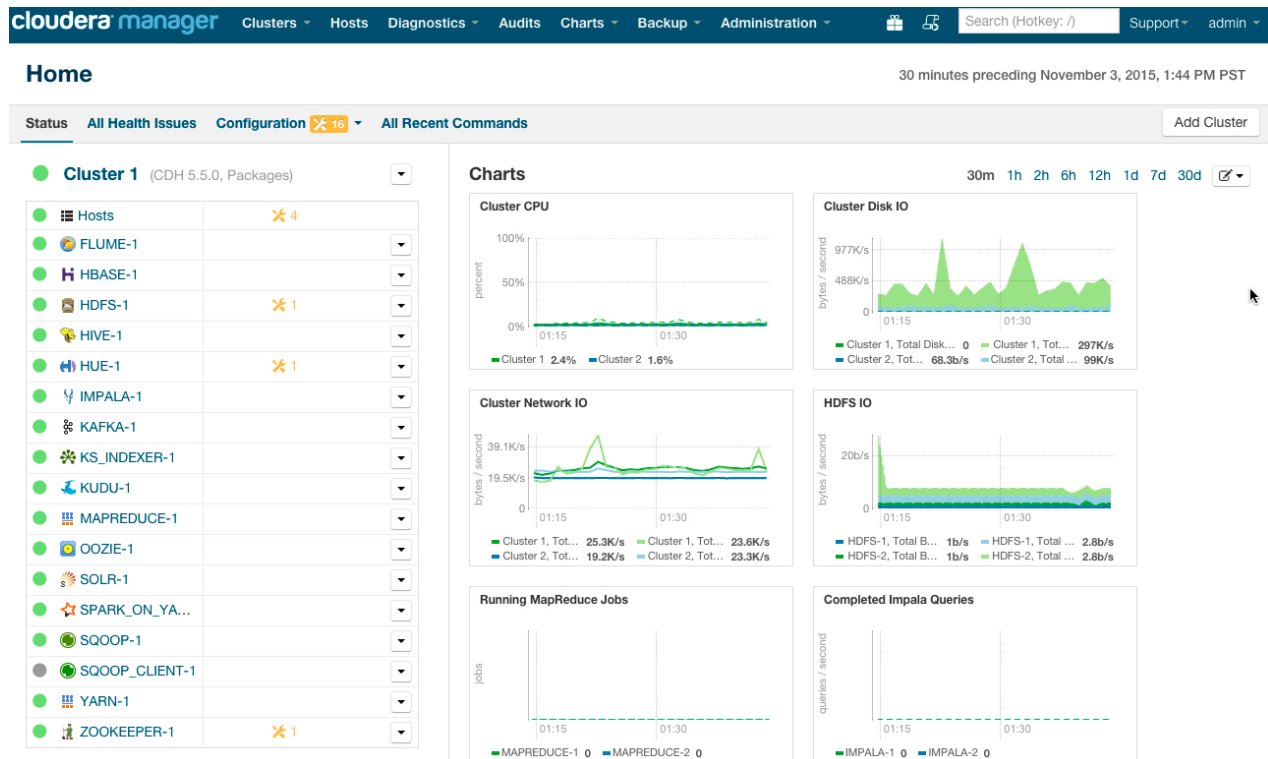 cloudera manager Clusters Hosts Diagnostics Audits Charts Backup Administration Search (Hotkey: /) Support admin
Home
30 minutes preceding November 3, 2015, 1:44 PM PST
Status All Health Issues Configuration 16 All Recent Commands Add Cluster
Cluster 1 (CDH 5.5.0, Packages)
Hosts 4
FLUME-1
HBASE-1
HDFS-1 1
HIVE-1
HUE-1 1
IMPALA-1
KAFKA-1
KS_INDEXER-1
KUDU-1
MAPREDUCE-1
OOZIE-1
SOLR-1
SPARK_ON_YA...
SQOOP-1
SQOOP_CLIENT-1
YARN-1
ZOOKEEPER-1 1
Charts
30m 1h 2h 6h 12h 1d 7d 30d
Cluster CPU
percent
100%
50%
0%
01:15 01:30
Cluster 1 2.4% Cluster 2 1.6%
Cluster Disk IO
bytes / second
977K/s
488K/s
0
01:15 01:30
Cluster 1, Total Disk... 0 Cluster 1, Tot... 297K/s
Cluster 2, Tot... 68.3b/s Cluster 2, Total ... 99K/s
Cluster Network IO
bytes / second
39.1K/s
19.5K/s
0
01:15 01:30
Cluster 1, Tot... 25.3K/s Cluster 1, Tot... 23.6K/s
Cluster 2, Tot... 19.2K/s Cluster 2, Tot... 23.3K/s
HDFS IO
bytes / second
20b/s
0
01:15 01:30
HDFS-1, Total B... 1b/s HDFS-1, Total ... 2.8b/s
HDFS-2, Total B... 1b/s HDFS-2, Total ... 2.8b/s
Running MapReduce Jobs
jobs
01:15 01:30
MAPREDUCE-1 0 MAPREDUCE-2 0
Completed Impala Queries
queries / second
01:15 01:30
IMPALA-1 0 IMPALA-2 0